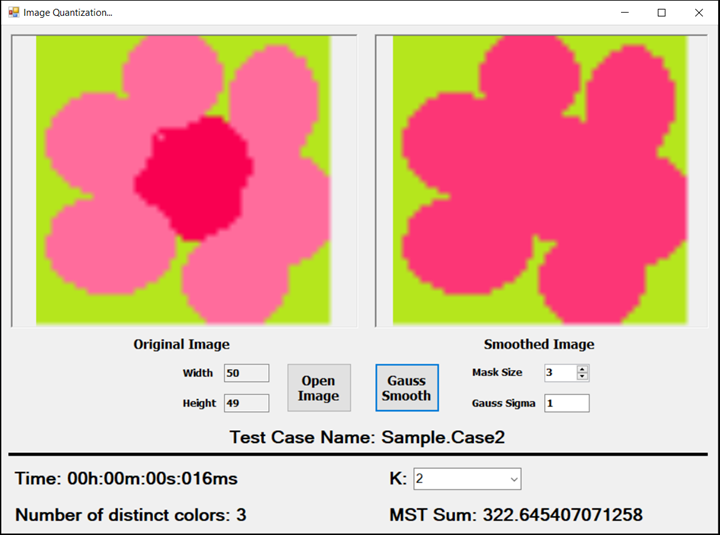 Image Quantization...
Original Image
Smoothed Image
Width 50
Height 49
Open Image
Gauss Smooth
Mask Size 3
Gauss Sigma 1
Test Case Name: Sample.Case2
Time: 00h:00m:00s:016ms
K: 2
Number of distinct colors: 3
MST Sum: 322.645407071258